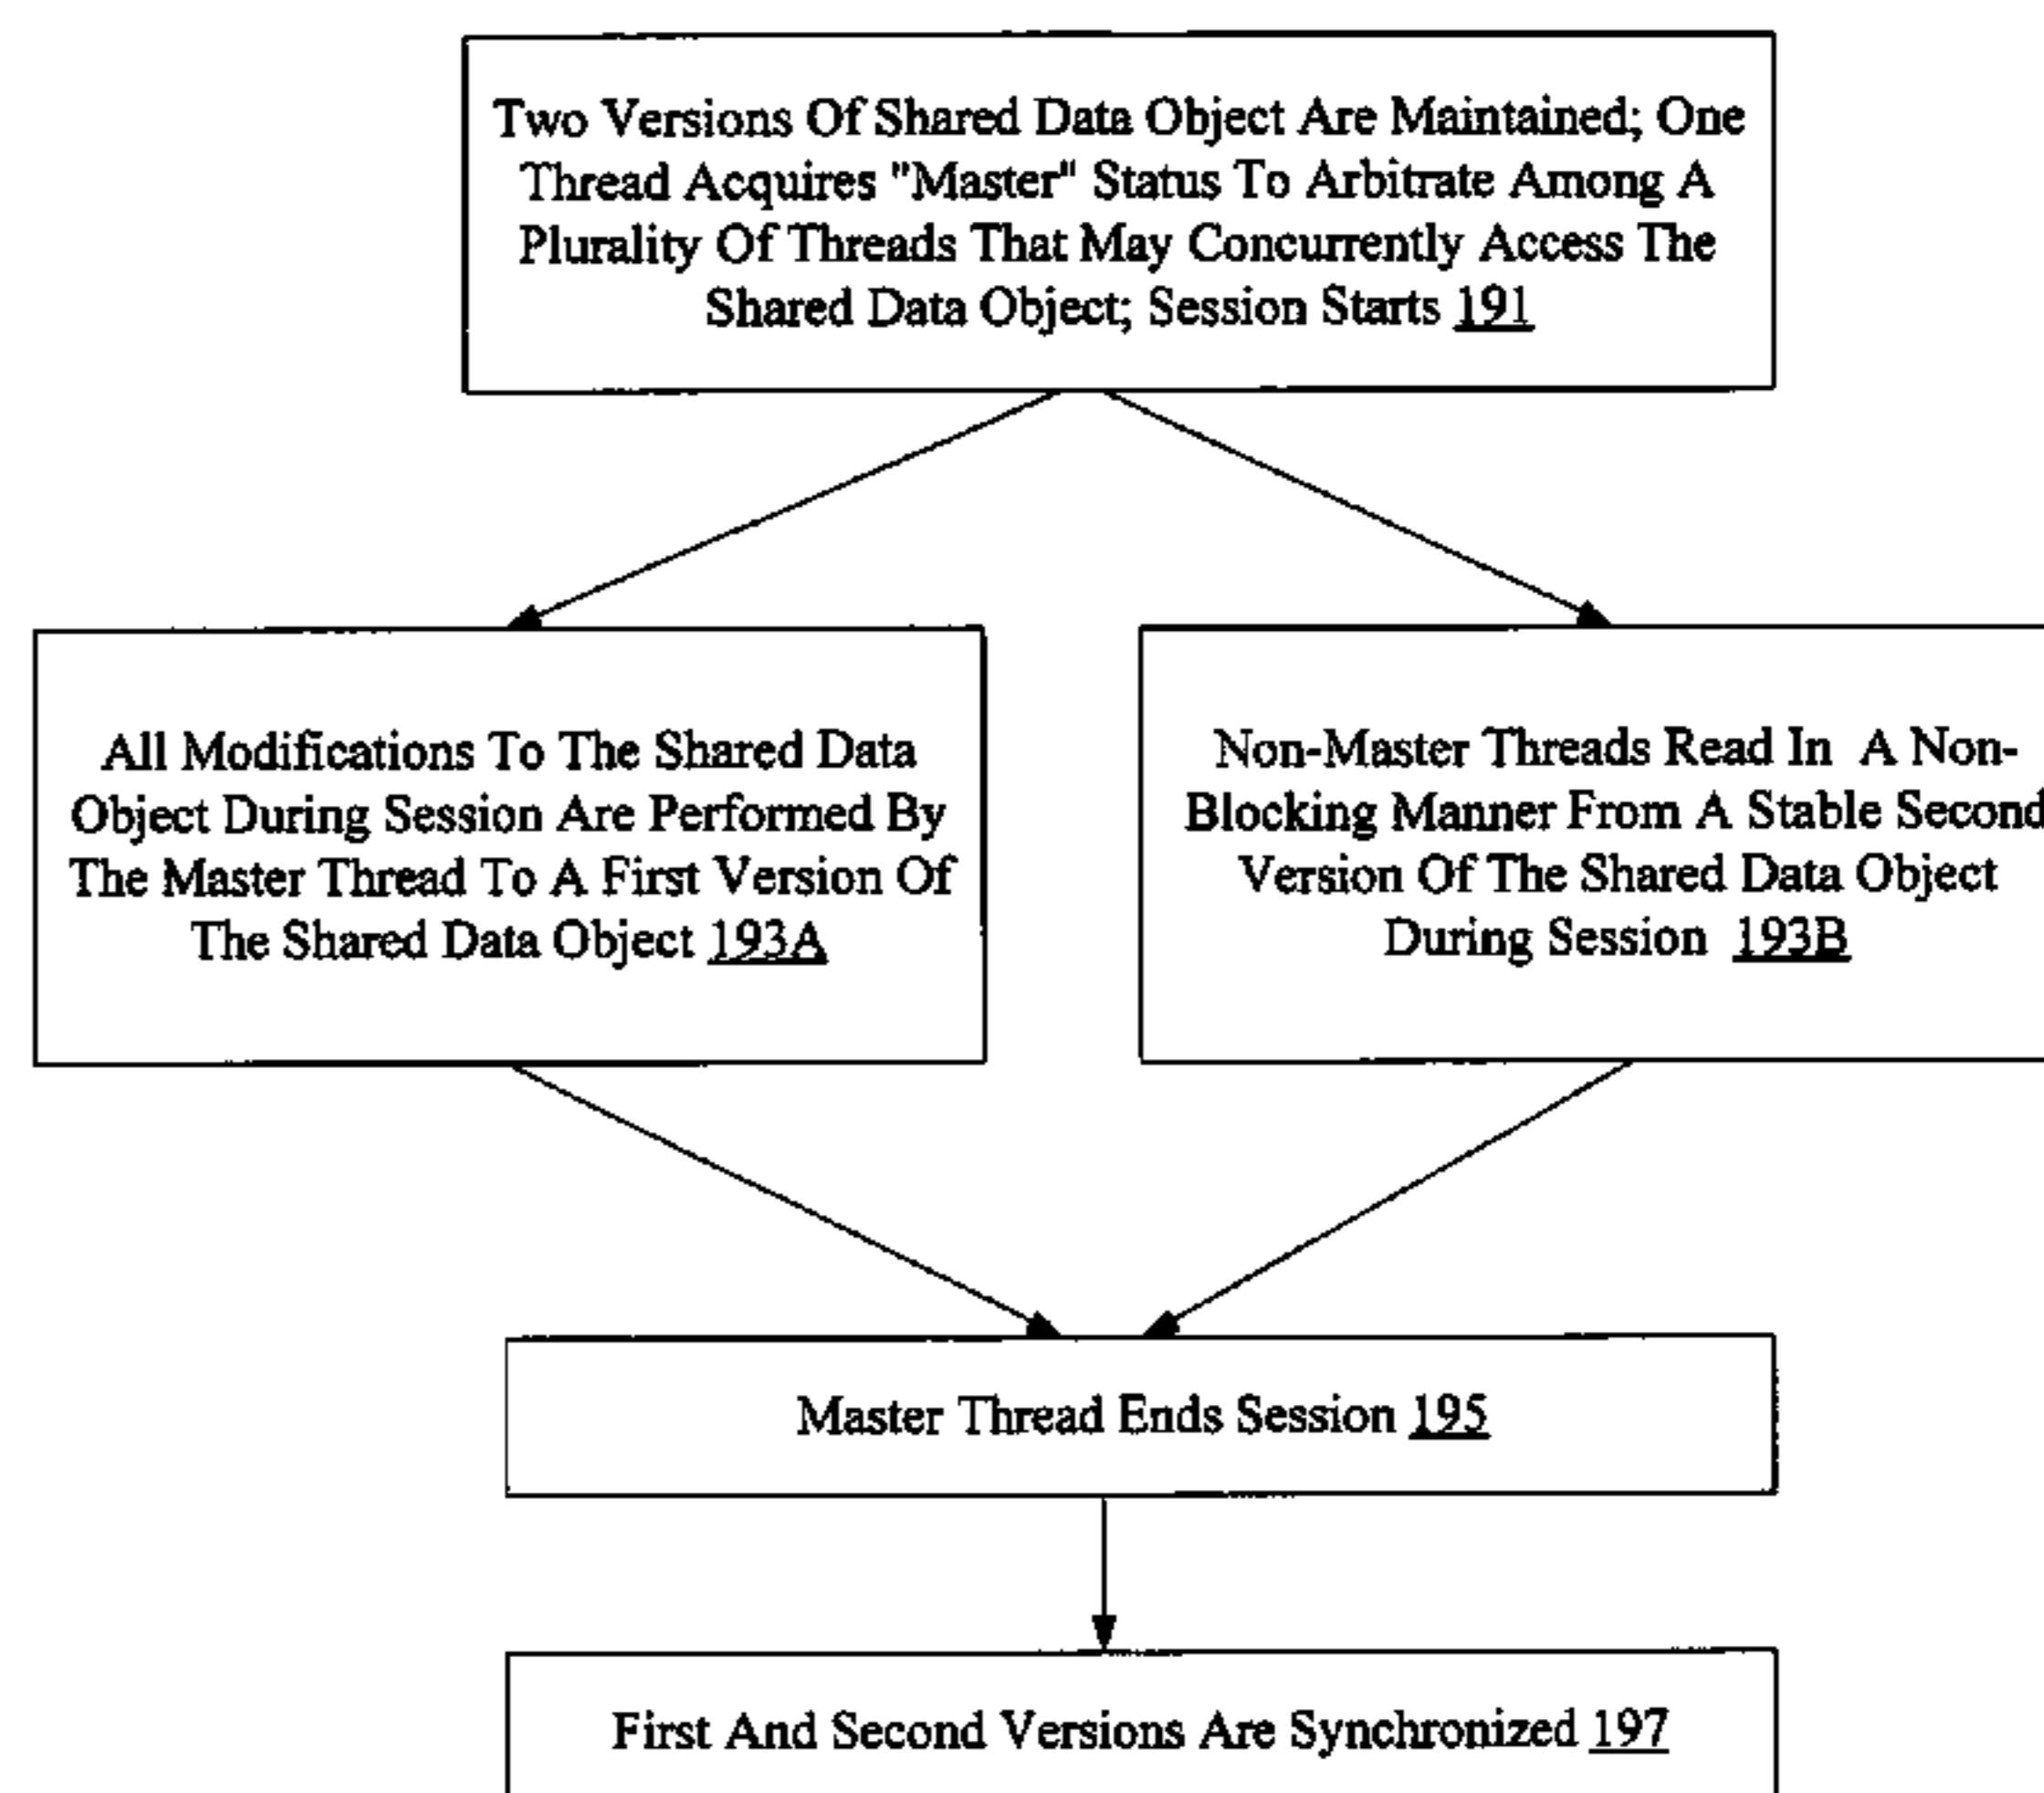 Two Versions Of Shared Data Object Are Maintained; One
Thread Acquires "Master" Status To Arbitrate Among A
Plurality Of Threads That May Concurrently Access The
Shared Data Object; Session Starts 191
All Modifications To The Shared Data
Object During Session Are Performed By
The Master Thread To A First Version Of
The Shared Data Object 193A
Non-Master Threads Read In A Non-
Blocking Manner From A Stable Second
Version Of The Shared Data Object
During Session 193B
Master Thread Ends Session 195
First And Second Versions Are Synchronized 197